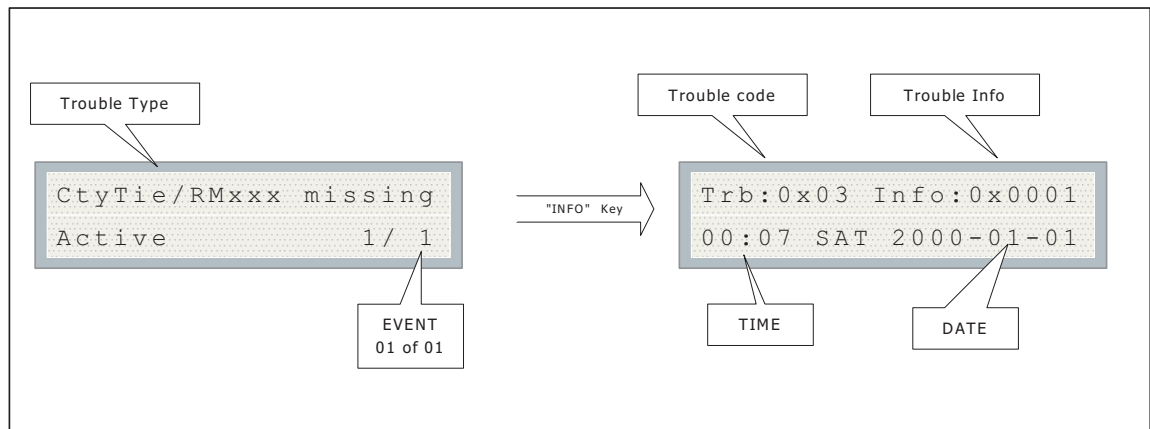 Trouble Type
CtyTie/RMxxx missing
Active 1/ 1
EVENT
01 of 01
"INFO" Key
Trouble code
Trouble Info
Trb:0x03 Info:0x0001
00:07 SAT 2000-01-01
TIME
DATE